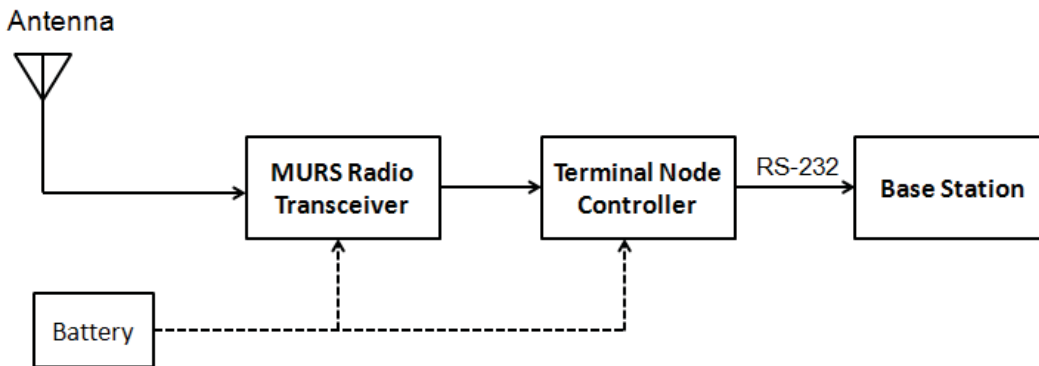 Antenna
MURS Radio
Transceiver
Terminal Node
Controller
RS-232
Base Station
Battery